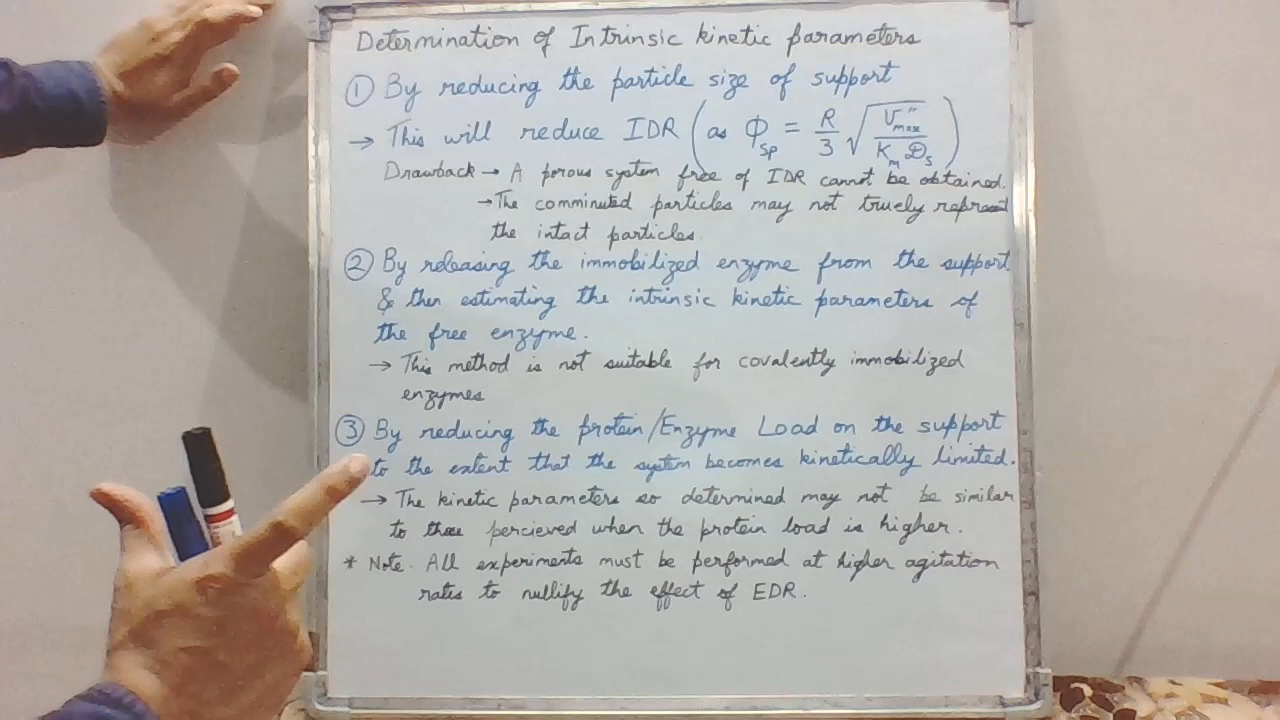 Determination of Intrinsic kinetic parameters
① By reducing the particle size of support
→ This will reduce IDR (as Φsp = R/3 √(Vmax''/Km Ds))
Drawback → A porous system free of IDR cannot be obtained.
→ The comminuted particles may not truely represent
the intact particles.
② By releasing the immobilized enzyme from the support
& then estimating the intrinsic kinetic parameters of
the free enzyme.
→ This method is not suitable for covalently immobilized
enzymes
③ By reducing the protein/Enzyme Load on the support
to the extent that the system becomes kinetically limited.
→ The kinetic parameters so determined may not be similar
to those percieved when the protein load is higher.
* Note. All experiments must be performed at higher agitation
rates to nullify the effect of EDR.